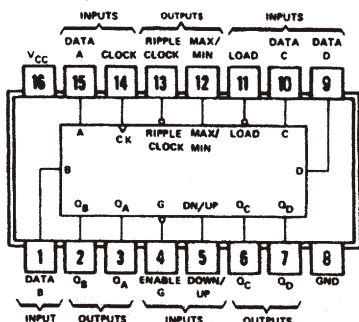 INPUTS OUTPUTS INPUTS
DATA RIPPLE MAX/ DATA DATA
VCC A CLOCK CLOCK MIN LOAD C D
16 15 14 13 12 11 10 9
A CK RIPPLE MAX/ LOAD C
CLOCK MIN
B D
QB QA G DN/UP QC QD
1 2 3 4 5 6 7 8
DATA QB QA ENABLE DOWN/ QC QD GND
B G UP
INPUT OUTPUTS INPUTS OUTPUTS